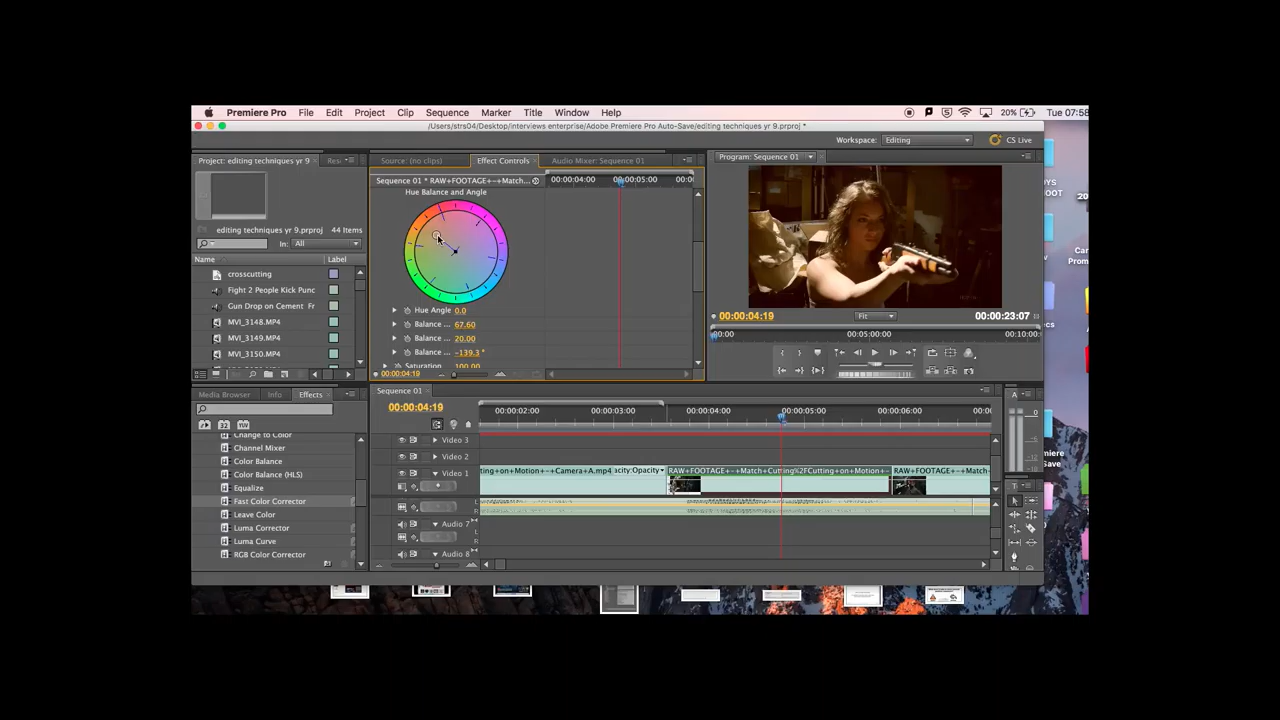 Premiere Pro File Edit Project Clip Sequence Marker Title Window Help 20% Tue 07:58
/Users/strs04/Desktop/interviews enterprise/Adobe Premiere Pro Auto-Save/editing techniques yr 9.prproj *
Workspace: Editing CS Live
Project: editing techniques yr 9
editing techniques yr 9.prproj
44 Items
In: All
Name Label
crosscutting
Fight 2 People Kick Punc
Gun Drop on Cement Fr
MVI_3148.MP4
MVI_3149.MP4
MVI_3150.MP4
Source: (no clips) Effect Controls Audio Mixer: Sequence 01
Sequence 01 * RAW+FOOTAGE+-+Match... 00:00:04:00 00:00:05:00 00:00
Hue Balance and Angle
Hue Angle 0.0
Balance ... 67.60
Balance ... 20.00
Balance ... -139.3 °
Saturation 100.00
00:00:04:19
Program: Sequence 01
00:00:04:19 Fit 00:00:23:07
00:00 00:05:00:00 00:10:00
Media Browser Info Effects
Change to Color
Channel Mixer
Color Balance
Color Balance (HLS)
Equalize
Fast Color Corrector
Leave Color
Luma Corrector
Luma Curve
RGB Color Corrector
Sequence 01
00:00:04:19 00:00:02:00 00:00:03:00 00:00:04:00 00:00:05:00 00:00:06:00 00:00
Video 3
Video 2
Video 1 ting+on+Motion+-+Camera+A.mp4 acity:Opacity RAW+FOOTAGE+-+Match+Cutting%2FCutting+on+Motion+- RAW+FOOTAGE+-+Match+
Audio 7
Audio 8